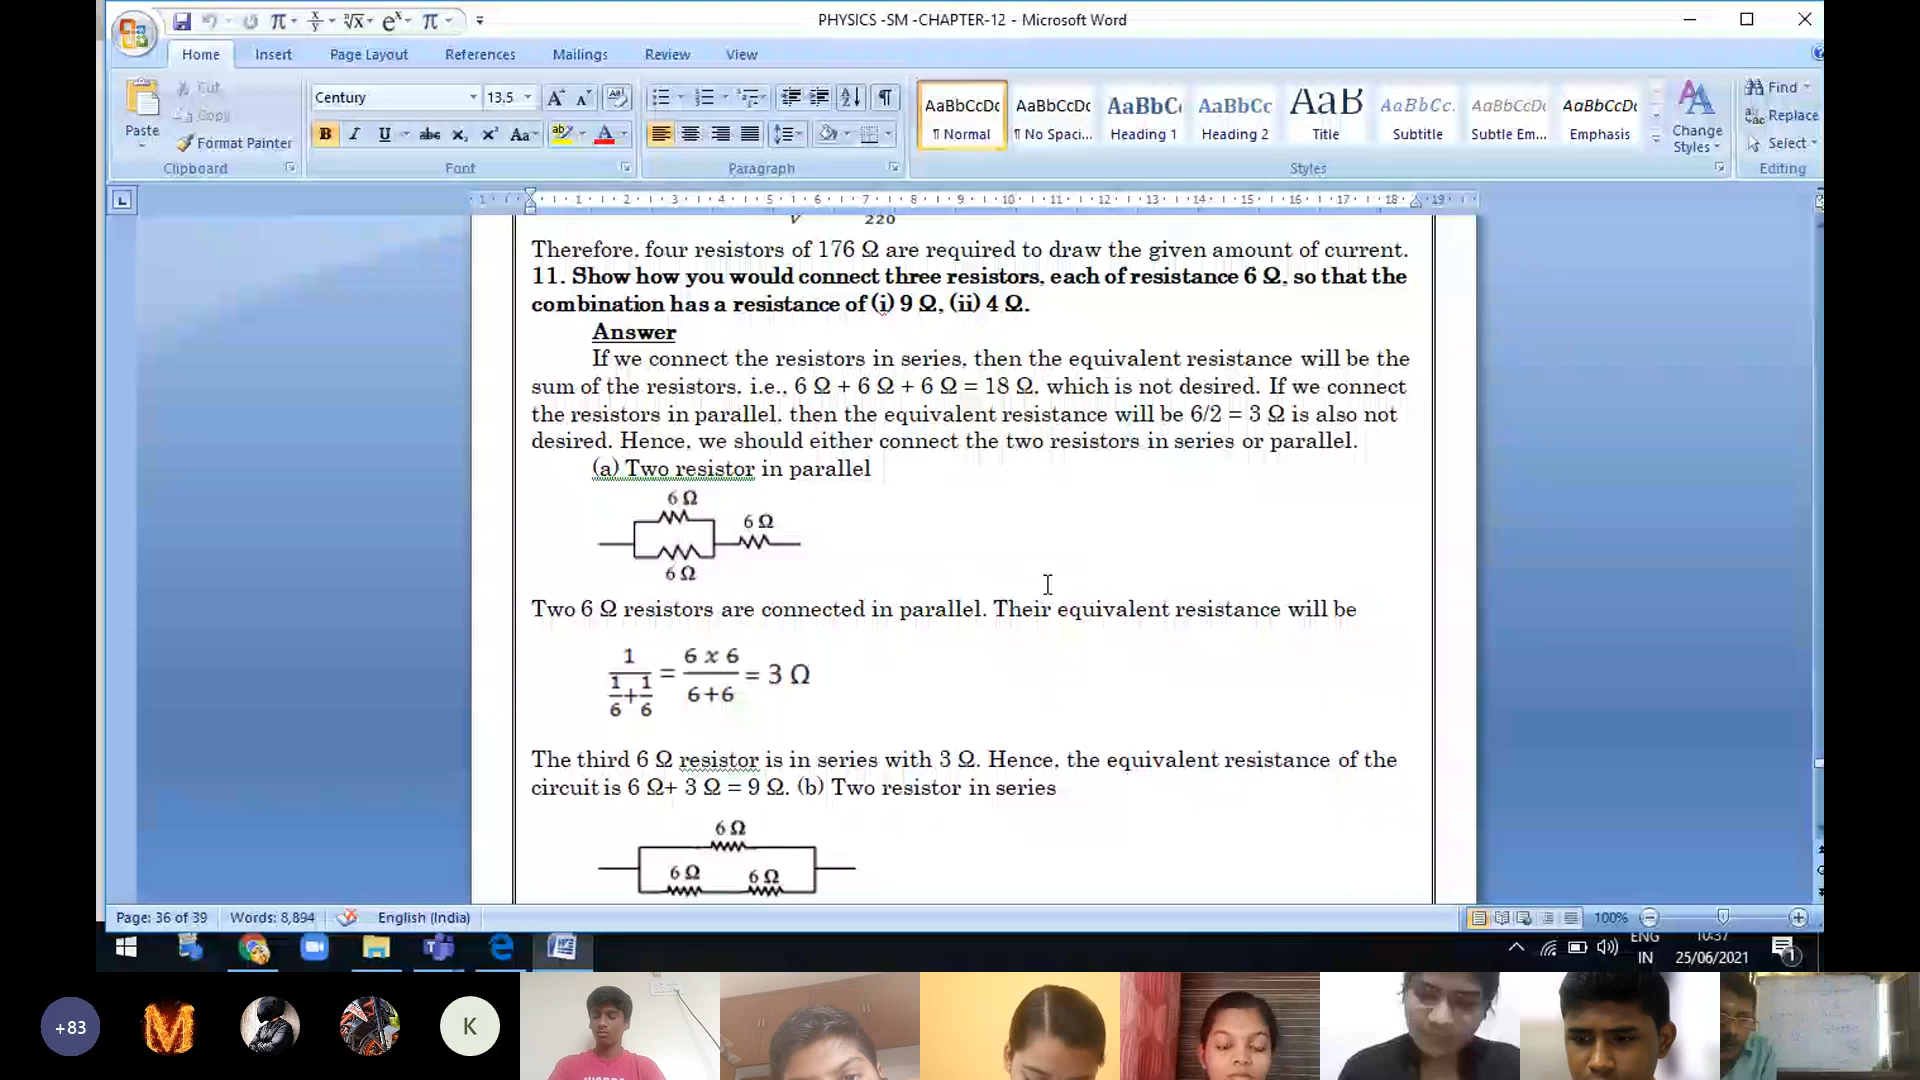 PHYSICS -SM -CHAPTER-12 - Microsoft Word
Home Insert Page Layout References Mailings Review View
Paste Cut Copy Format Painter Clipboard
Century 13.5 Font
Paragraph
AaBbCcDc AaBbCcDc AaBbC AaBbCc AaB AaBbCc. AaBbCcDc AaBbCcDc
¶ Normal ¶ No Spaci... Heading 1 Heading 2 Title Subtitle Subtle Em... Emphasis
Styles
Change Styles
Find Replace Select Editing
V 220
Therefore, four resistors of 176 Ω are required to draw the given amount of current.
11. Show how you would connect three resistors, each of resistance 6 Ω, so that the
combination has a resistance of (i) 9 Ω, (ii) 4 Ω.
Answer
If we connect the resistors in series, then the equivalent resistance will be the
sum of the resistors, i.e., 6 Ω + 6 Ω + 6 Ω = 18 Ω, which is not desired. If we connect
the resistors in parallel, then the equivalent resistance will be 6/2 = 3 Ω is also not
desired. Hence, we should either connect the two resistors in series or parallel.
(a) Two resistor in parallel
6 Ω
6 Ω
6 Ω
Two 6 Ω resistors are connected in parallel. Their equivalent resistance will be
1 / (1/6 + 1/6) = 6 x 6 / 6+6 = 3 Ω
The third 6 Ω resistor is in series with 3 Ω. Hence, the equivalent resistance of the
circuit is 6 Ω+ 3 Ω = 9 Ω. (b) Two resistor in series
6 Ω
6 Ω 6 Ω
Page: 36 of 39 Words: 8,894 English (India) 100%
ENG 10:37
IN 25/06/2021 1
+83 M K